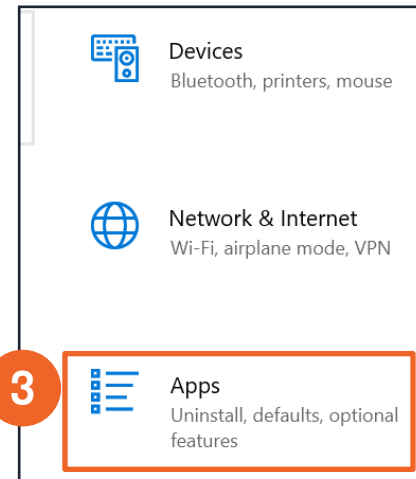 Devices
Bluetooth, printers, mouse
Network & Internet
Wi-Fi, airplane mode, VPN
3
Apps
Uninstall, defaults, optional
features